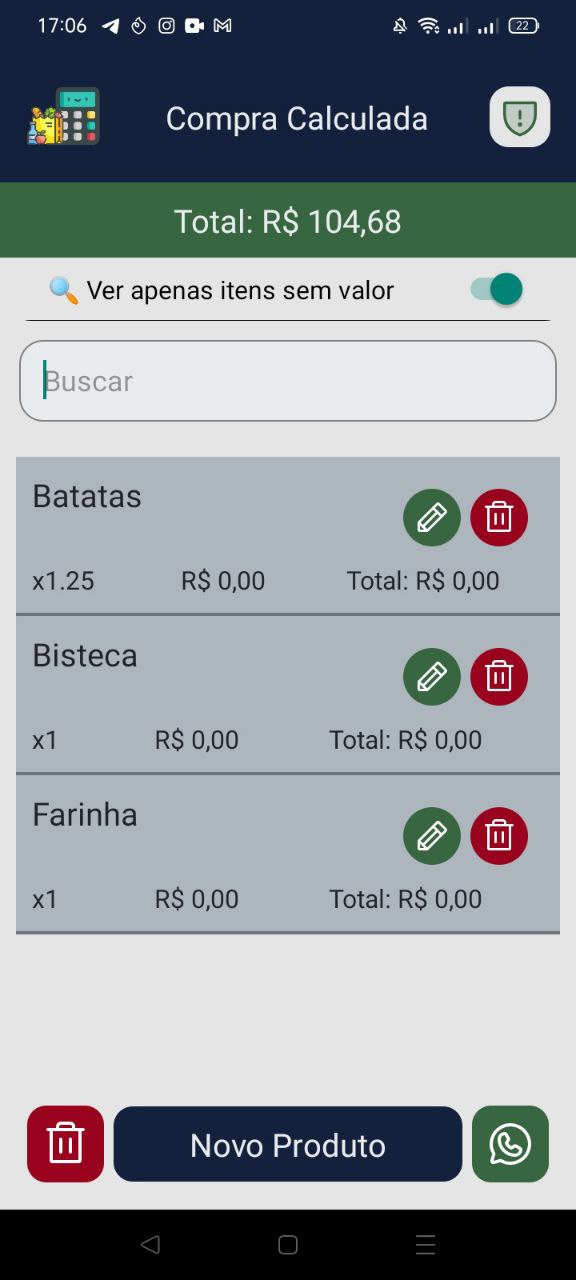 17:06
22
Compra Calculada
Total: R$ 104,68
Ver apenas itens sem valor
Buscar
Batatas
x1.25 R$ 0,00 Total: R$ 0,00
Bisteca
x1 R$ 0,00 Total: R$ 0,00
Farinha
x1 R$ 0,00 Total: R$ 0,00
Novo Produto